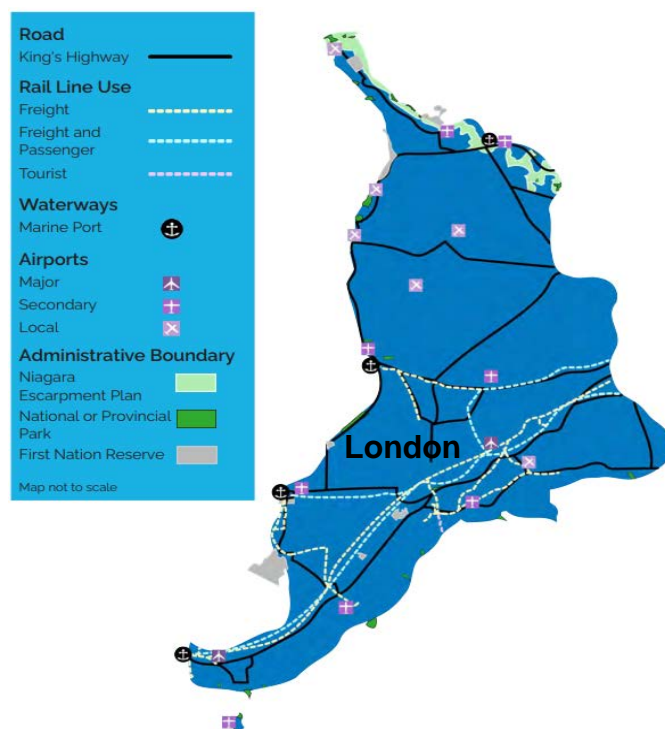 Road
King's Highway
Rail Line Use
Freight
Freight and
Passenger
Tourist
Waterways
Marine Port
Airports
Major
Secondary
Local
Administrative Boundary
Niagara
Escarpment Plan
National or Provincial
Park
First Nation Reserve
Map not to scale
London